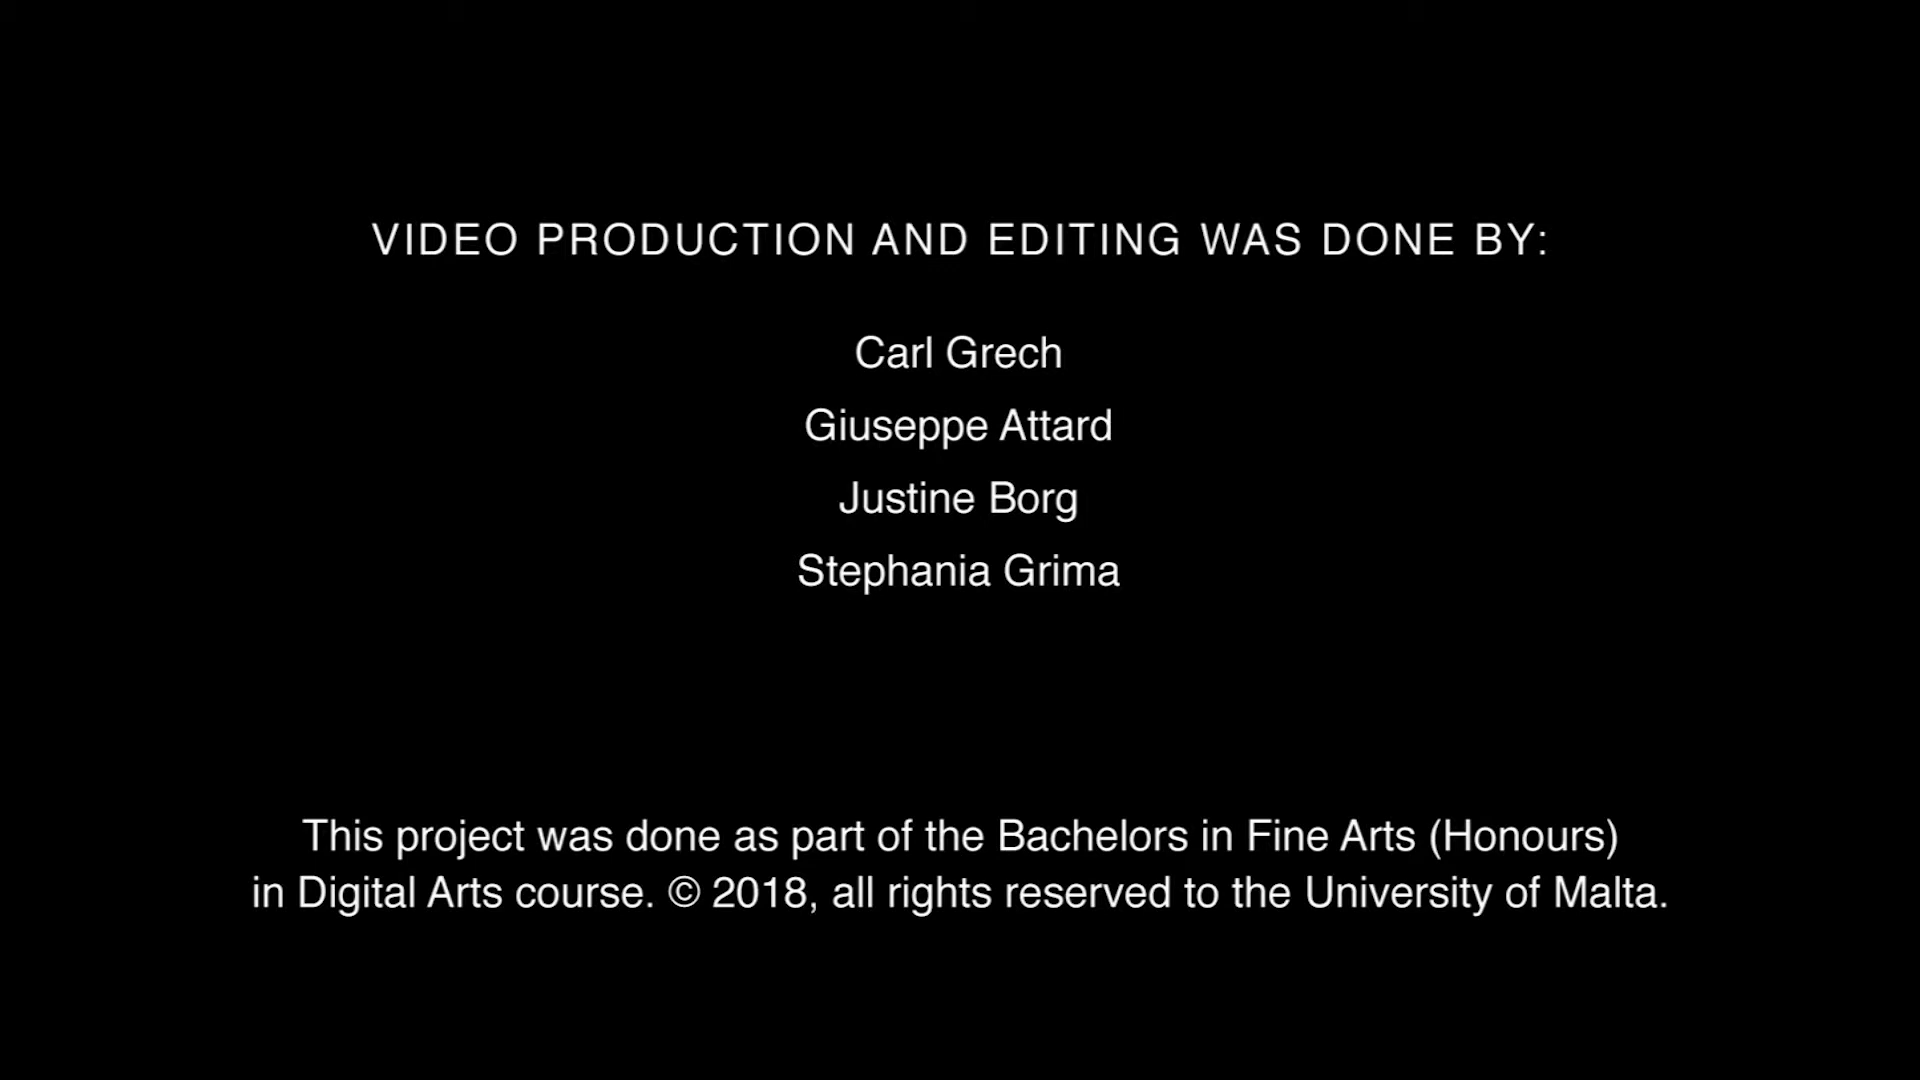 VIDEO PRODUCTION AND EDITING WAS DONE BY:
Carl Grech
Giuseppe Attard
Justine Borg
Stephania Grima
This project was done as part of the Bachelors in Fine Arts (Honours)
in Digital Arts course. © 2018, all rights reserved to the University of Malta.